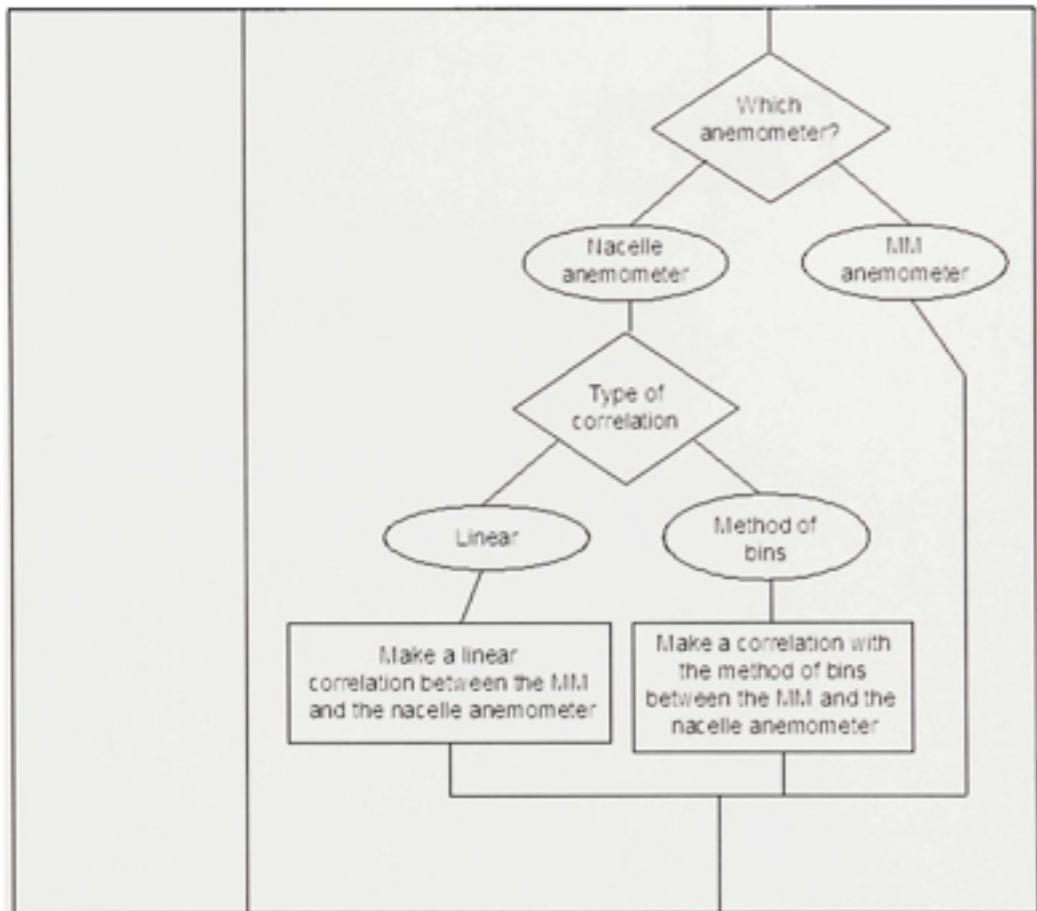 Which
anemometer?
Nacelle
anemometer
MM
anemometer
Type of
correlation
Linear
Method of
bins
Make a linear
correlation between the MM
and the nacelle anemometer
Make a correlation with
the method of bins
between the MM and the
nacelle anemometer